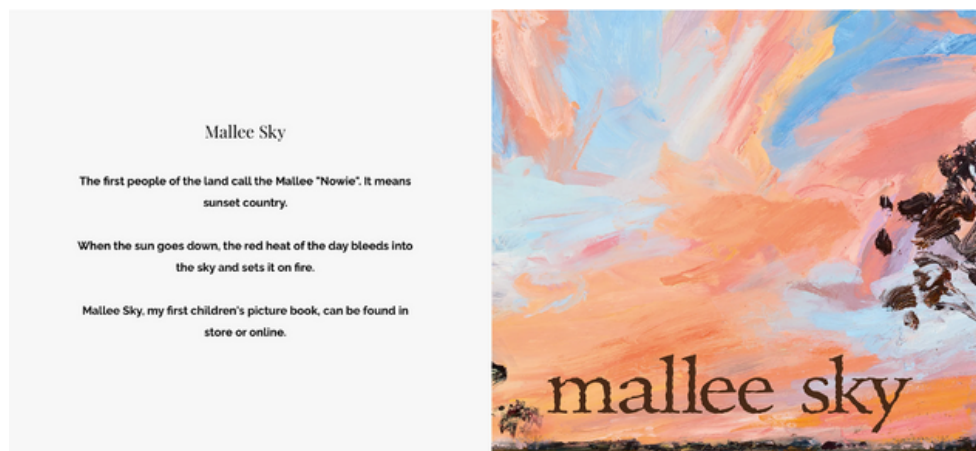 Mallee Sky
The first people of the land call the Mallee "Nowie". It means
sunset country.
When the sun goes down, the red heat of the day bleeds into
the sky and sets it on fire.
Mallee Sky, my first children's picture book, can be found in
store or online.
mallee sky